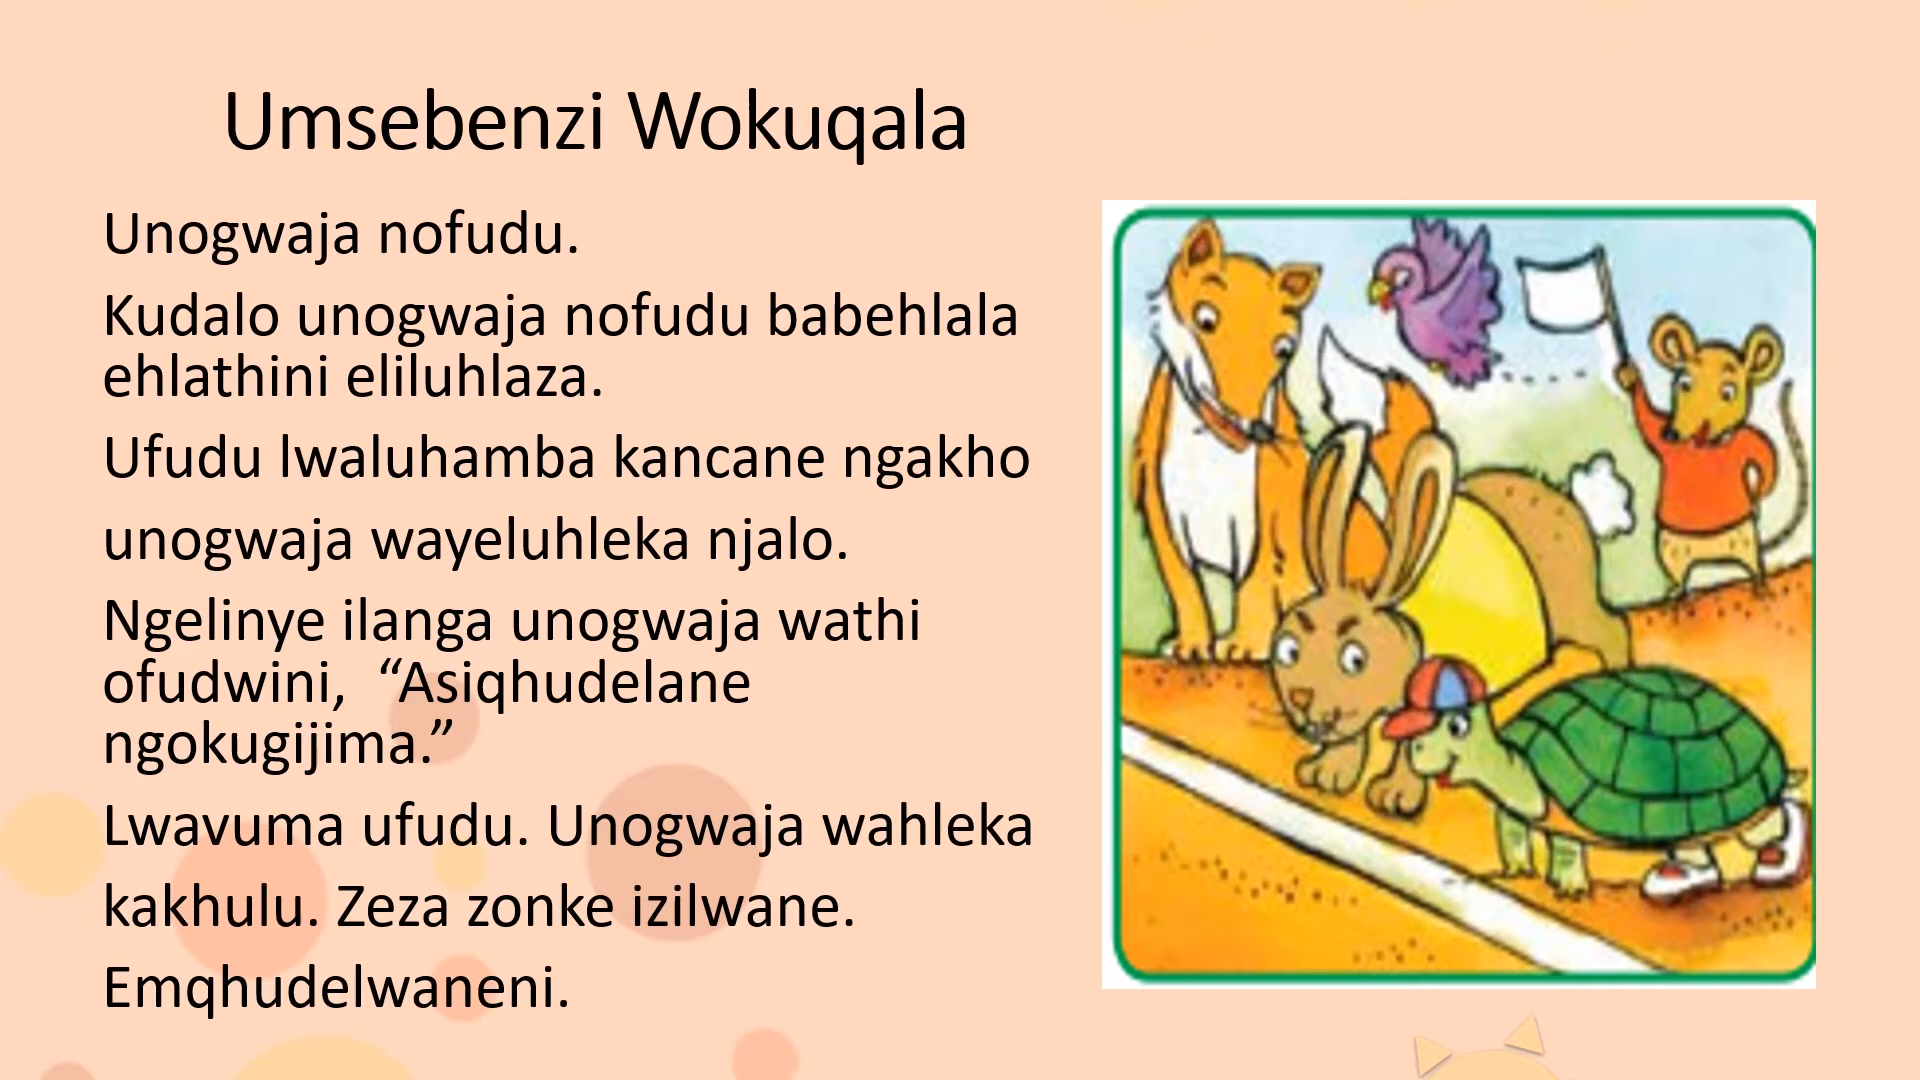 Umsebenzi Wokuqala
Unogwaja nofudu.
Kudalo unogwaja nofudu babehlala
ehlathini eliluhlaza.
Ufudu lwaluhamba kancane ngakho
unogwaja wayeluhleka njalo.
Ngelinye ilanga unogwaja wathi
ofudwini, “Asiqhudelane
ngokugijima.”
Lwavuma ufudu. Unogwaja wahleka
kakhulu. Zeza zonke izilwane.
Emqhudelwaneni.